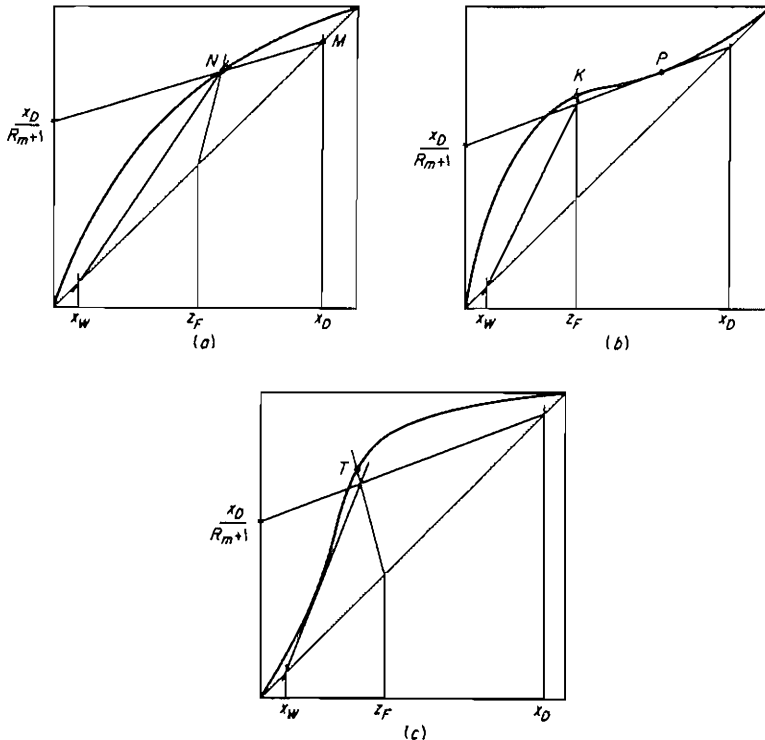 N
M
x_D
R_m+1
x_W
z_F
x_D
(a)
K
P
x_D
R_m+1
x_W
z_F
x_D
(b)
T
x_D
R_m+1
x_W
z_F
x_D
(c)